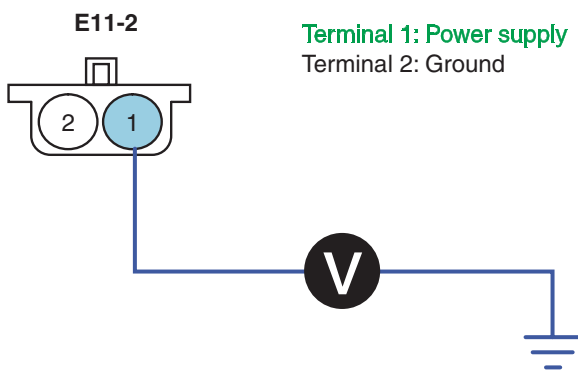 E11-2
Terminal 1: Power supply
Terminal 2: Ground
2 1
V